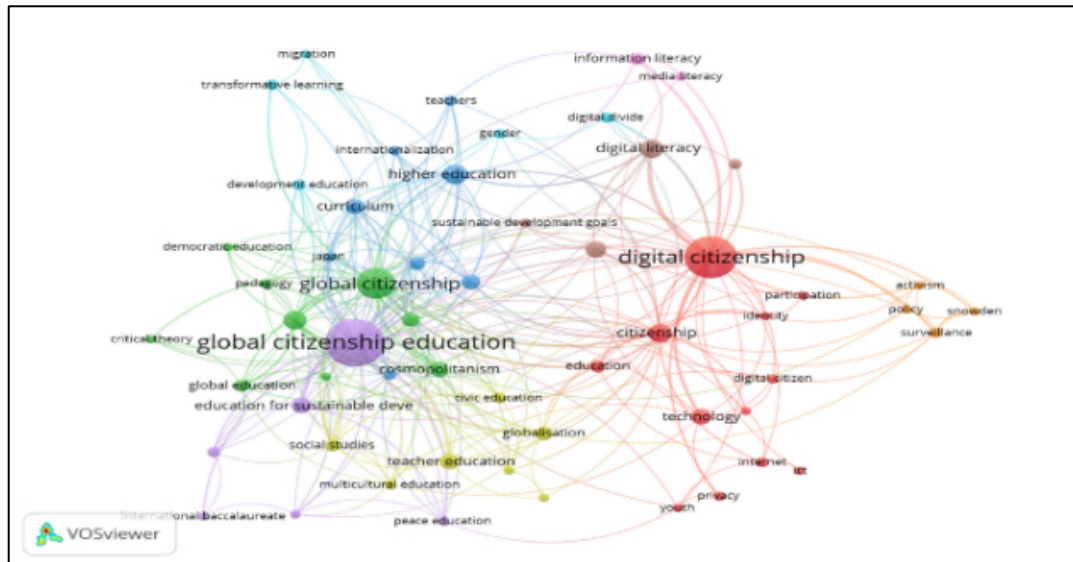 migration
information literacy
media literacy
transformative learning
teachers
digital divide
gender
digital literacy
internationalization
higher education
development education
curriculum
sustainable development goals
democratic education
japan
digital citizenship
pedagogy
global citizenship
activism
participation
policy
snowden
identity
surveillance
citizenship
critical theory
global citizenship education
education
cosmopolitanism
digital citizen
global education
civic education
education for sustainable deve
technology
globalisation
social studies
teacher education
internet
ict
multicultural education
privacy
youth
international baccalaureate
peace education
VOSviewer